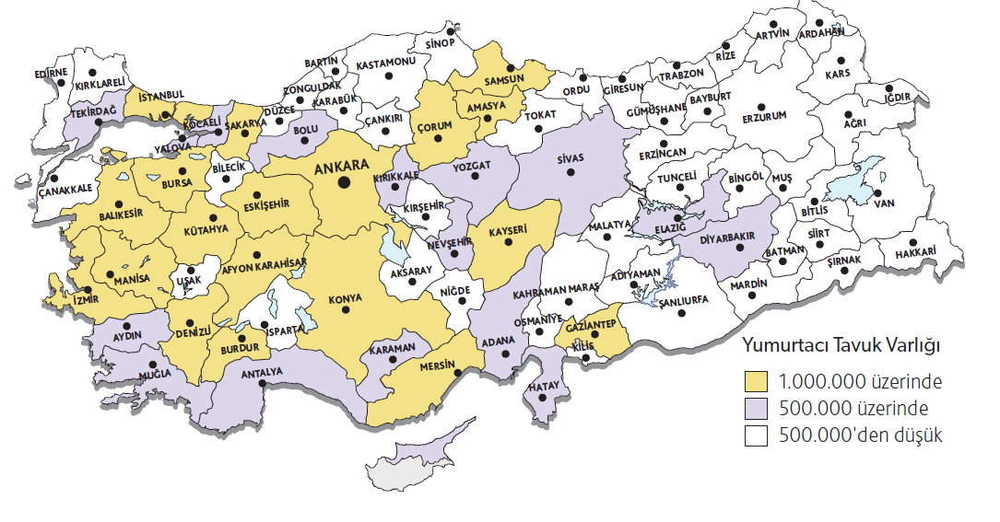 SİNOP
ARTVİN
ARDAHAN
RİZE
EDİRNE
KIRKLARELİ
BARTIN
KASTAMONU
TRABZON
KARS
İSTANBUL
ZONGULDAK
SAMSUN
ORDU
GİRESUN
IĞDIR
TEKİRDAĞ
KOCAELİ
SAKARYA
DÜZCE
KARABÜK
ÇANKIRI
ÇORUM
AMASYA
TOKAT
GÜMÜŞHANE
BAYBURT
ERZURUM
AĞRI
YALOVA
BOLU
ERZİNCAN
ÇANAKKALE
BURSA
BİLECİK
ANKARA
KIRIKKALE
YOZGAT
SİVAS
TUNCELİ
BİNGÖL
MUŞ
VAN
BALIKESİR
ESKİŞEHİR
KIRŞEHİR
BİTLİS
KÜTAHYA
KAYSERİ
MALATYA
ELAZIĞ
DİYARBAKIR
SİİRT
NEVŞEHİR
BATMAN
HAKKARİ
MANİSA
UŞAK
AFYON KARAHİSAR
AKSARAY
ADIYAMAN
ŞIRNAK
İZMİR
KONYA
NİĞDE
KAHRAMAN MARAŞ
ŞANLIURFA
MARDİN
AYDIN
DENİZLİ
ISPARTA
OSMANİYE
GAZİANTEP
BURDUR
KARAMAN
ADANA
KİLİS
MUĞLA
ANTALYA
MERSİN
HATAY
Yumurtacı Tavuk Varlığı
1.000.000 üzerinde
500.000 üzerinde
500.000'den düşük